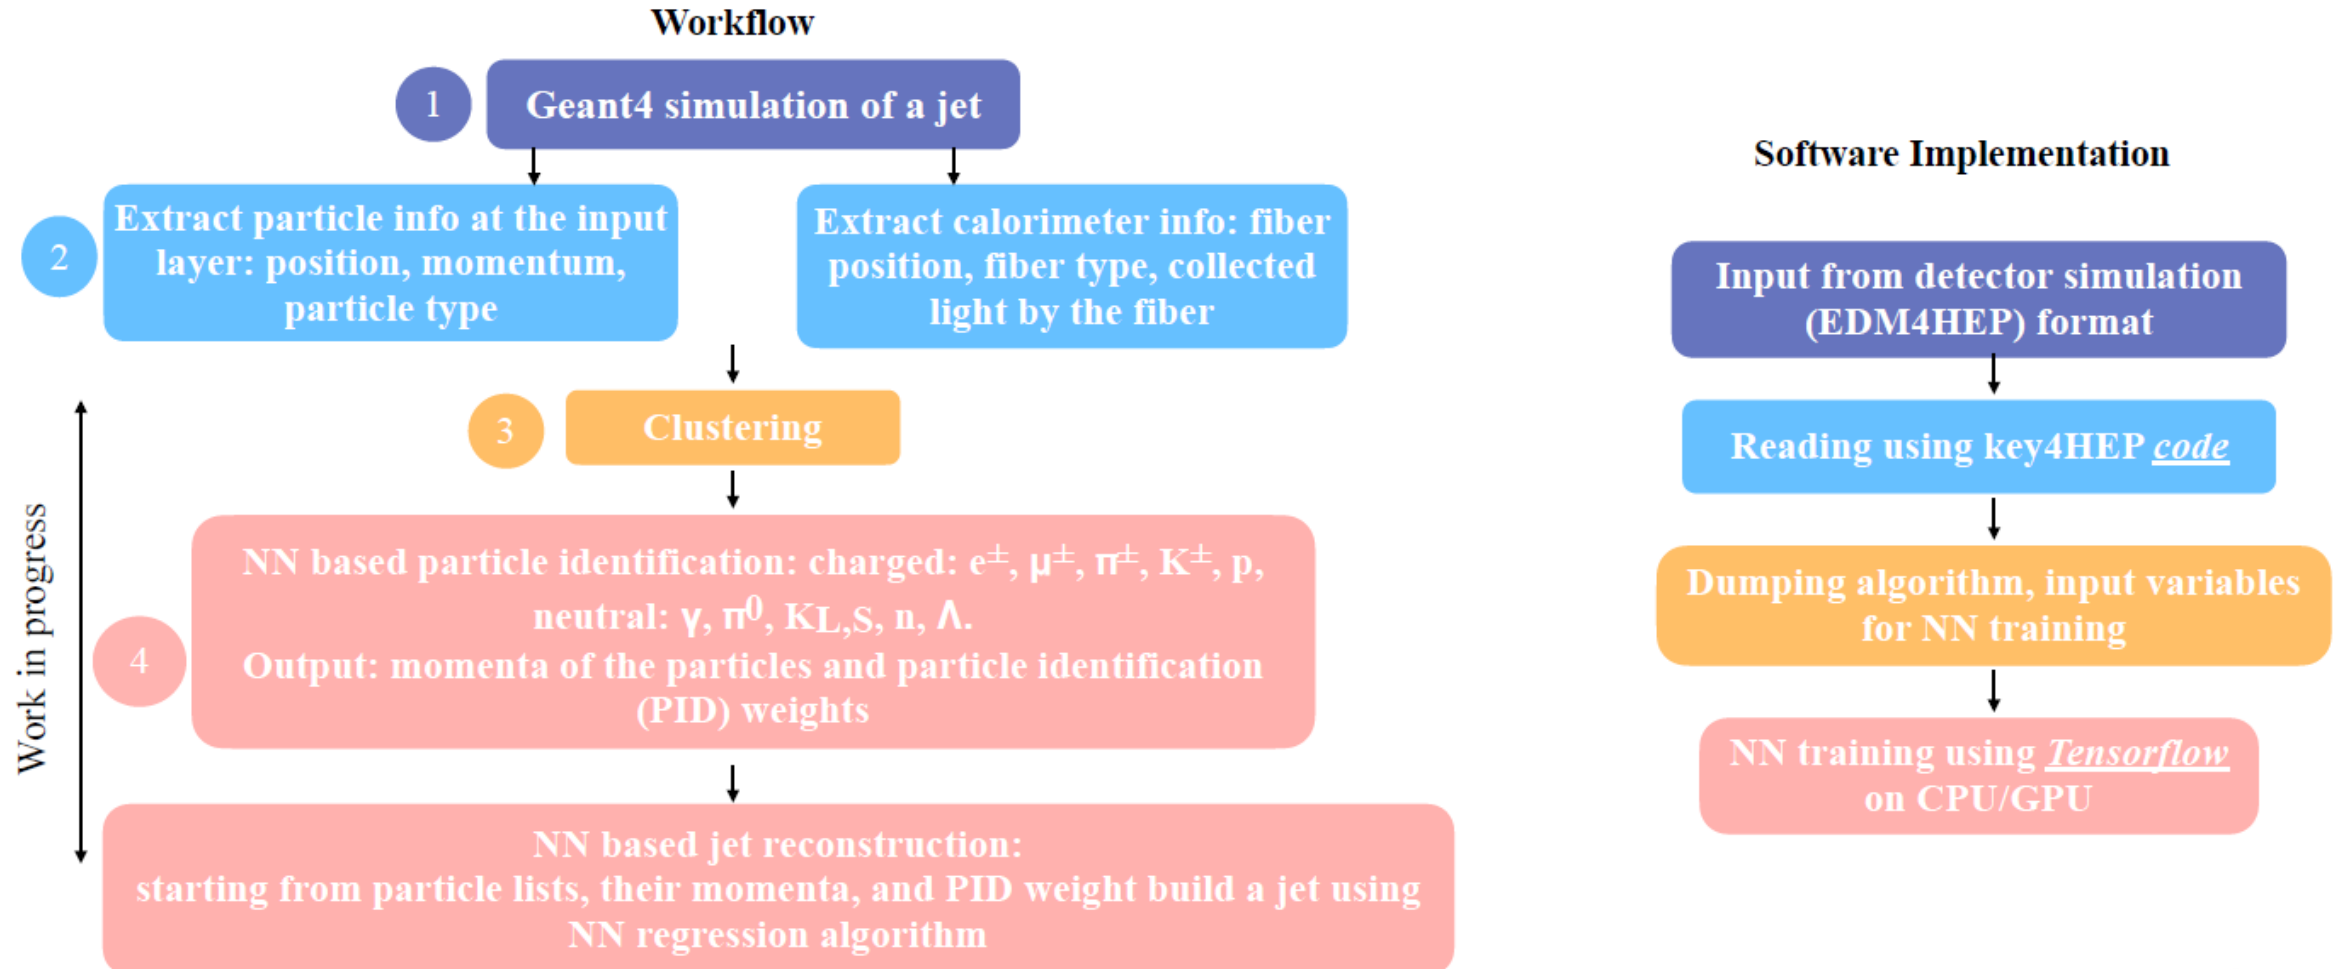 Workflow
1
Geant4 simulation of a jet
2
Extract particle info at the input
layer: position, momentum,
particle type
Extract calorimeter info: fiber
position, fiber type, collected
light by the fiber
3
Clustering
Work in progress
4
NN based particle identification: charged: e±, μ±, π±, K±, p,
neutral: γ, π⁰, KL,S, n, Λ.
Output: momenta of the particles and particle identification
(PID) weights
NN based jet reconstruction:
starting from particle lists, their momenta, and PID weight build a jet using
NN regression algorithm
Software Implementation
Input from detector simulation
(EDM4HEP) format
Reading using key4HEP code
Dumping algorithm, input variables
for NN training
NN training using Tensorflow
on CPU/GPU